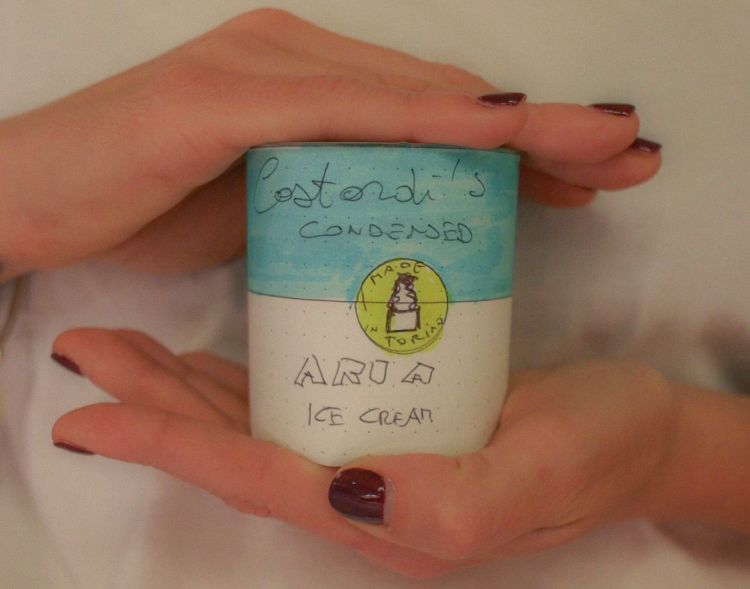 Costardi's
CONDENSED
MADE
IN TORINO
ARIA
ICE CREAM